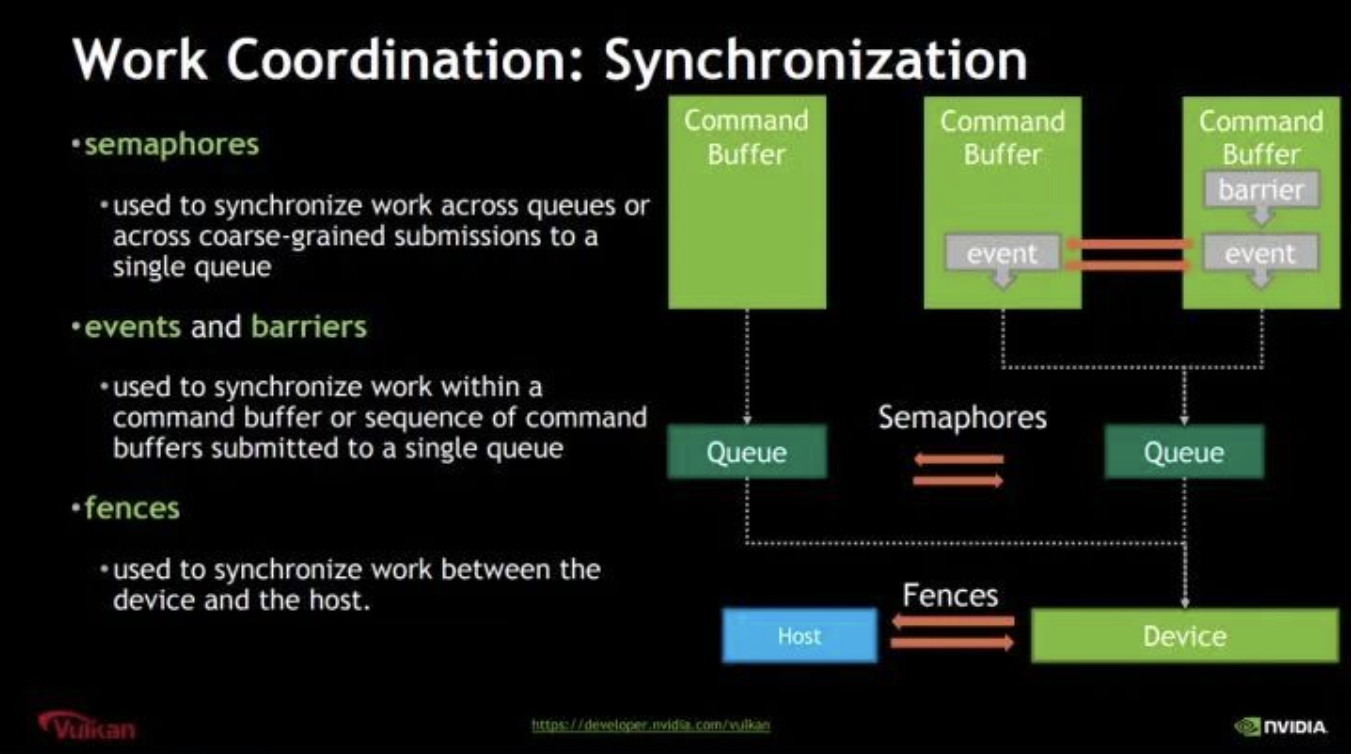 Work Coordination: Synchronization
•semaphores
•used to synchronize work across queues or
across coarse-grained submissions to a
single queue
•events and barriers
•used to synchronize work within a
command buffer or sequence of command
buffers submitted to a single queue
•fences
•used to synchronize work between the
device and the host.
Command
Buffer
Command
Buffer
event
Command
Buffer
barrier
event
Queue
Semaphores
Queue
Fences
Host
Device
Vulkan
https://developer.nvidia.com/vulkan
NVIDIA